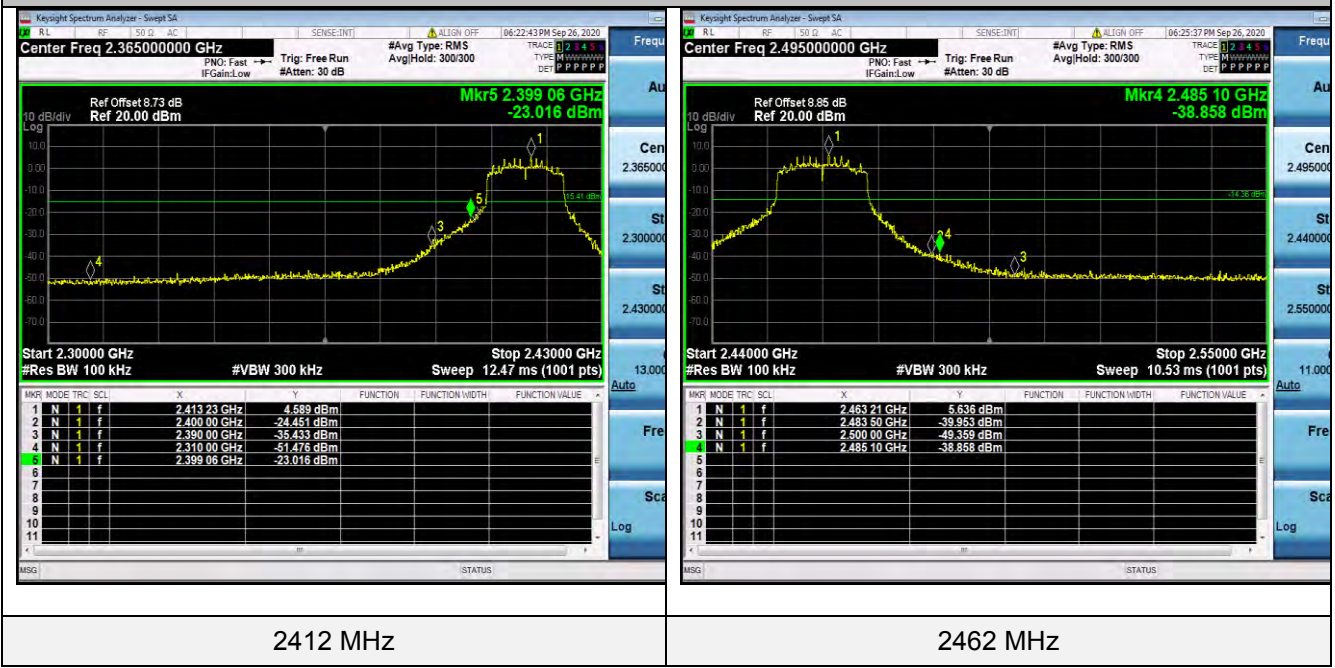 Keysight Spectrum Analyzer - Swept SA
RL RF 50 Ω AC SENSE:INT ALIGN OFF 06:22:43 PM Sep 26, 2020
Center Freq 2.365000000 GHz
PNO: Fast
IFGain:Low
Trig: Free Run
#Atten: 30 dB
#Avg Type: RMS
Avg|Hold: 300/300
TRACE 1 2 3 4 5 6
TYPE M
DET P P P P P P
Frequ
Ref Offset 8.73 dB
10 dB/div Ref 20.00 dBm
Log
Mkr5 2.399 06 GHz
-23.016 dBm
10.0
0.00
-10.0
-20.0
-30.0
-40.0
-50.0
-60.0
-70.0
1
5
3
4
-15.41 dBm
Start 2.30000 GHz Stop 2.43000 GHz
#Res BW 100 kHz #VBW 300 kHz Sweep 12.47 ms (1001 pts)
MKR MODE TRC SCL X Y FUNCTION FUNCTION WIDTH FUNCTION VALUE
1 N 1 f 2.413 23 GHz 4.589 dBm
2 N 1 f 2.400 00 GHz -24.451 dBm
3 N 1 f 2.390 00 GHz -35.433 dBm
4 N 1 f 2.310 00 GHz -51.476 dBm
5 N 1 f 2.399 06 GHz -23.016 dBm
6
7
8
9
10
11
MSG STATUS
Au
Cen
2.365000
St
2.300000
St
2.430000
13.000
Auto
Fre
Sca
Log
2412 MHz
Keysight Spectrum Analyzer - Swept SA
RL RF 50 Ω AC SENSE:INT ALIGN OFF 06:25:37 PM Sep 26, 2020
Center Freq 2.495000000 GHz
PNO: Fast
IFGain:Low
Trig: Free Run
#Atten: 30 dB
#Avg Type: RMS
Avg|Hold: 300/300
TRACE 1 2 3 4 5 6
TYPE M
DET P P P P P P
Frequ
Ref Offset 8.85 dB
10 dB/div Ref 20.00 dBm
Log
Mkr4 2.485 10 GHz
-38.858 dBm
10.0
0.00
-10.0
-20.0
-30.0
-40.0
-50.0
-60.0
-70.0
1
4
3
-14.36 dBm
Start 2.44000 GHz Stop 2.55000 GHz
#Res BW 100 kHz #VBW 300 kHz Sweep 10.53 ms (1001 pts)
MKR MODE TRC SCL X Y FUNCTION FUNCTION WIDTH FUNCTION VALUE
1 N 1 f 2.463 21 GHz 5.636 dBm
2 N 1 f 2.483 50 GHz -39.953 dBm
3 N 1 f 2.500 00 GHz -49.359 dBm
4 N 1 f 2.485 10 GHz -38.858 dBm
5
6
7
8
9
10
11
MSG STATUS
Au
Cen
2.495000
St
2.440000
St
2.550000
11.000
Auto
Fre
Sca
Log
2462 MHz